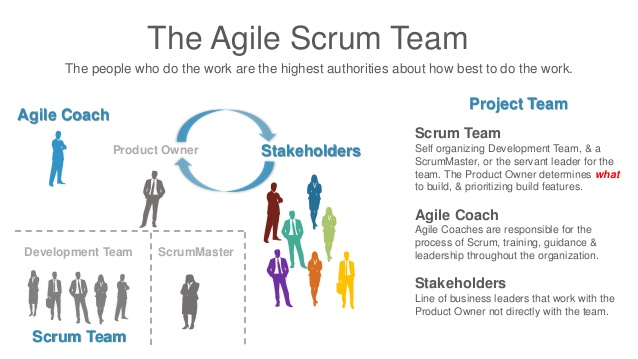 The Agile Scrum Team
The people who do the work are the highest authorities about how best to do the work.
Agile Coach
Product Owner
Stakeholders
Development Team
ScrumMaster
Scrum Team
Project Team
Scrum Team
Self organizing Development Team, & a
ScrumMaster, or the servant leader for the
team. The Product Owner determines what
to build, & prioritizing build features.
Agile Coach
Agile Coaches are responsible for the
process of Scrum, training, guidance &
leadership throughout the organization.
Stakeholders
Line of business leaders that work with the
Product Owner not directly with the team.